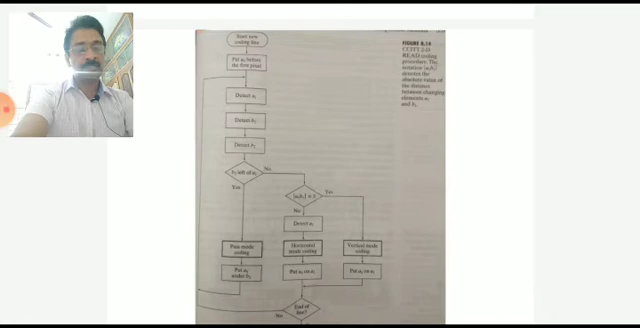 Start new
coding line
Put a₀ before
the first pixel
Detect a₁
Detect b₁
Detect b₂
b₂ left of a₁
No
Yes
|a₁b₁| ≤ 3
Yes
No
Detect a₂
Pass mode
coding
Horizontal
mode coding
Vertical mode
coding
Put a₀
under b₂
Put a₀ on a₂
Put a₀ on a₁
End of
line?
No
FIGURE 8.14
CCITT 2-D
READ coding
procedure. The
notation |a₁b₁|
denotes the
absolute value of
the distance
between changing
elements a₁
and b₁.